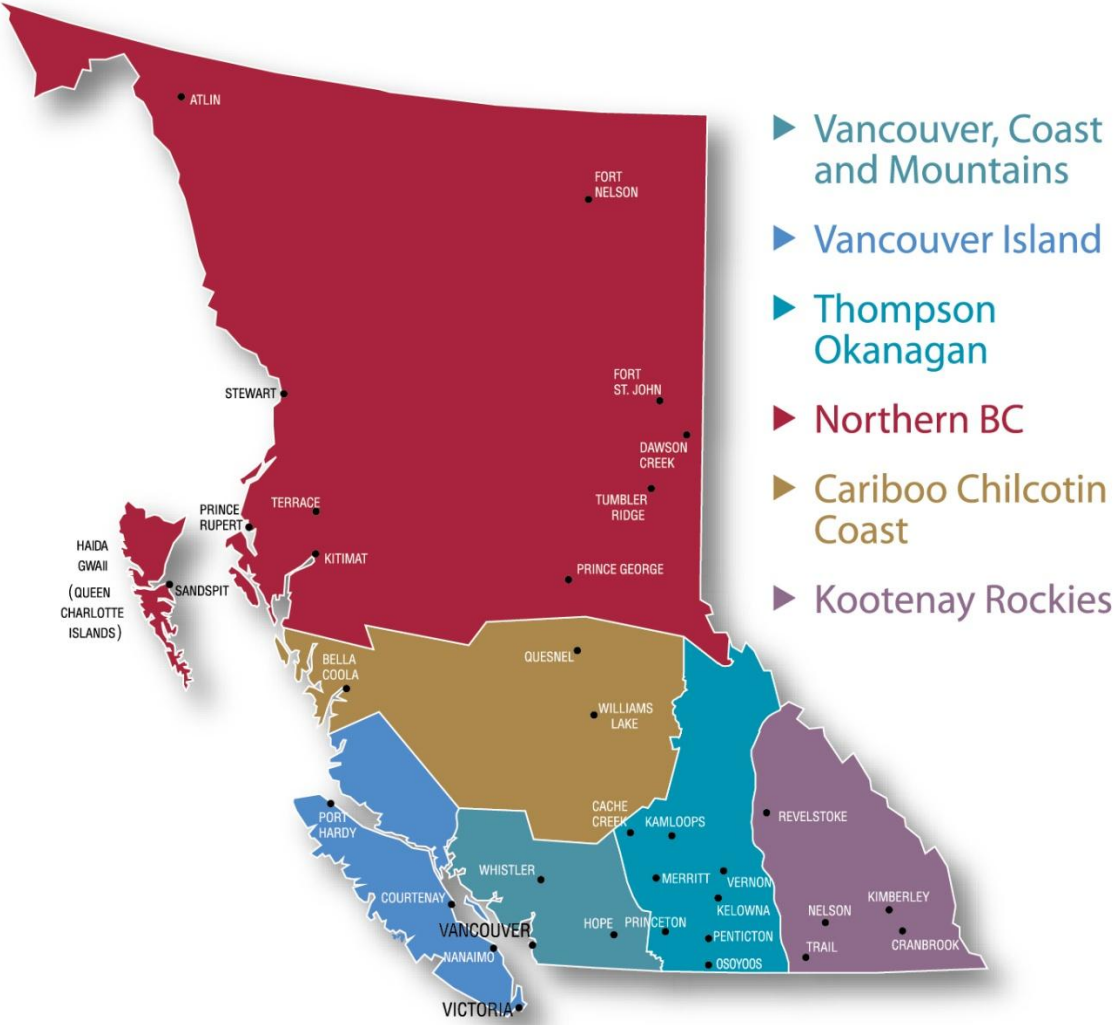 ATLIN
FORT
NELSON
STEWART
FORT
ST. JOHN
DAWSON
CREEK
TUMBLER
RIDGE
PRINCE
RUPERT
TERRACE
KITIMAT
PRINCE GEORGE
HAIDA
GWAII
(QUEEN
CHARLOTTE
ISLANDS)
SANDSPIT
BELLA
COOLA
QUESNEL
WILLIAMS
LAKE
PORT
HARDY
CACHE
CREEK
KAMLOOPS
REVELSTOKE
WHISTLER
MERRITT
VERNON
COURTENAY
KELOWNA
KIMBERLEY
VANCOUVER
HOPE
PRINCETON
NELSON
NANAIMO
PENTICTON
CRANBROOK
TRAIL
OSOYOOS
VICTORIA
Vancouver, Coast
and Mountains
Vancouver Island
Thompson
Okanagan
Northern BC
Cariboo Chilcotin
Coast
Kootenay Rockies